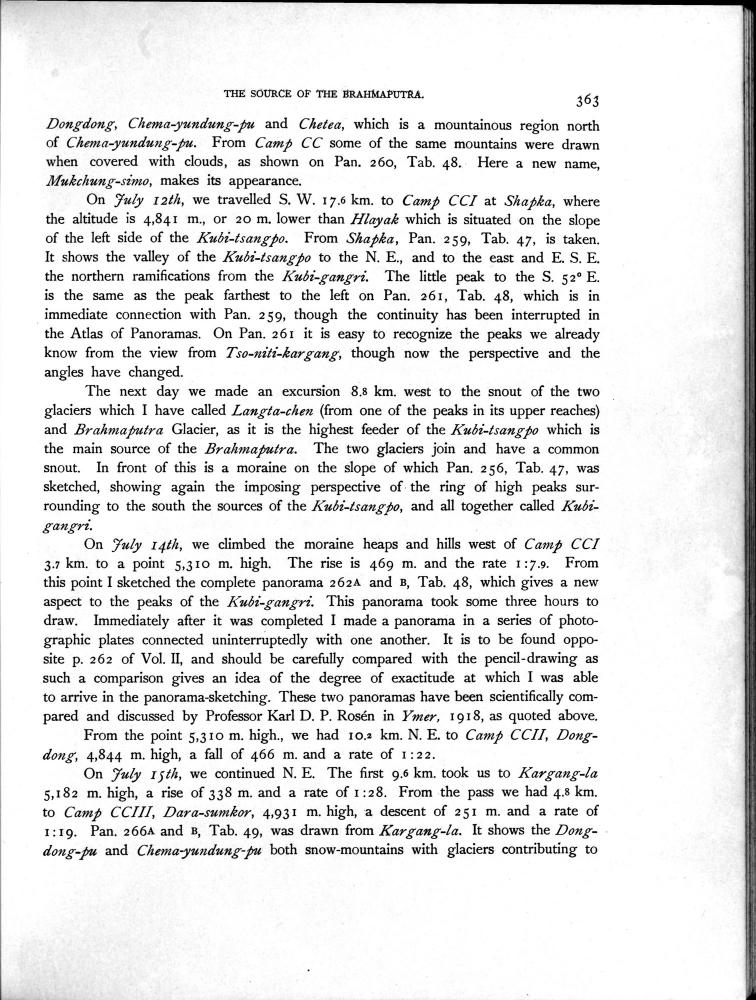 THE SOURCE OF THE BRAHMAPUTRA.
363
Dongdong, Chema-yundung-pu and Chetea, which is a mountainous region north
of Chema-yundung-pu. From Camp CC some of the same mountains were drawn
when covered with clouds, as shown on Pan. 260, Tab. 48. Here a new name,
Mukchung-simo, makes its appearance.
On July 12th, we travelled S. W. 17.6 km. to Camp CCI at Shapka, where
the altitude is 4,841 m., or 20 m. lower than Hlayak which is situated on the slope
of the left side of the Kubi-tsangpo. From Shapka, Pan. 259, Tab. 47, is taken.
It shows the valley of the Kubi-tsangpo to the N. E., and to the east and E. S. E.
the northern ramifications from the Kubi-gangri. The little peak to the S. 52° E.
is the same as the peak farthest to the left on Pan. 261, Tab. 48, which is in
immediate connection with Pan. 259, though the continuity has been interrupted in
the Atlas of Panoramas. On Pan. 261 it is easy to recognize the peaks we already
know from the view from Tso-niti-kargang, though now the perspective and the
angles have changed.
The next day we made an excursion 8.8 km. west to the snout of the two
glaciers which I have called Langta-chen (from one of the peaks in its upper reaches)
and Brahmaputra Glacier, as it is the highest feeder of the Kubi-tsangpo which is
the main source of the Brahmaputra. The two glaciers join and have a common
snout. In front of this is a moraine on the slope of which Pan. 256, Tab. 47, was
sketched, showing again the imposing perspective of the ring of high peaks sur-
rounding to the south the sources of the Kubi-tsangpo, and all together called Kubi-
gangri.
On July 14th, we climbed the moraine heaps and hills west of Camp CCI
3.7 km. to a point 5,310 m. high. The rise is 469 m. and the rate 1:7.9. From
this point I sketched the complete panorama 262A and B, Tab. 48, which gives a new
aspect to the peaks of the Kubi-gangri. This panorama took some three hours to
draw. Immediately after it was completed I made a panorama in a series of photo-
graphic plates connected uninterruptedly with one another. It is to be found oppo-
site p. 262 of Vol. II, and should be carefully compared with the pencil-drawing as
such a comparison gives an idea of the degree of exactitude at which I was able
to arrive in the panorama-sketching. These two panoramas have been scientifically com-
pared and discussed by Professor Karl D. P. Rosén in Ymer, 1918, as quoted above.
From the point 5,310 m. high., we had 10.2 km. N. E. to Camp CCII, Dong-
dong, 4,844 m. high, a fall of 466 m. and a rate of 1:22.
On July 15th, we continued N. E. The first 9.6 km. took us to Kargang-la
5,182 m. high, a rise of 338 m. and a rate of 1:28. From the pass we had 4.8 km.
to Camp CCIII, Dara-sumkor, 4,931 m. high, a descent of 251 m. and a rate of
1:19. Pan. 266A and B, Tab. 49, was drawn from Kargang-la. It shows the Dong-
dong-pu and Chema-yundung-pu both snow-mountains with glaciers contributing to